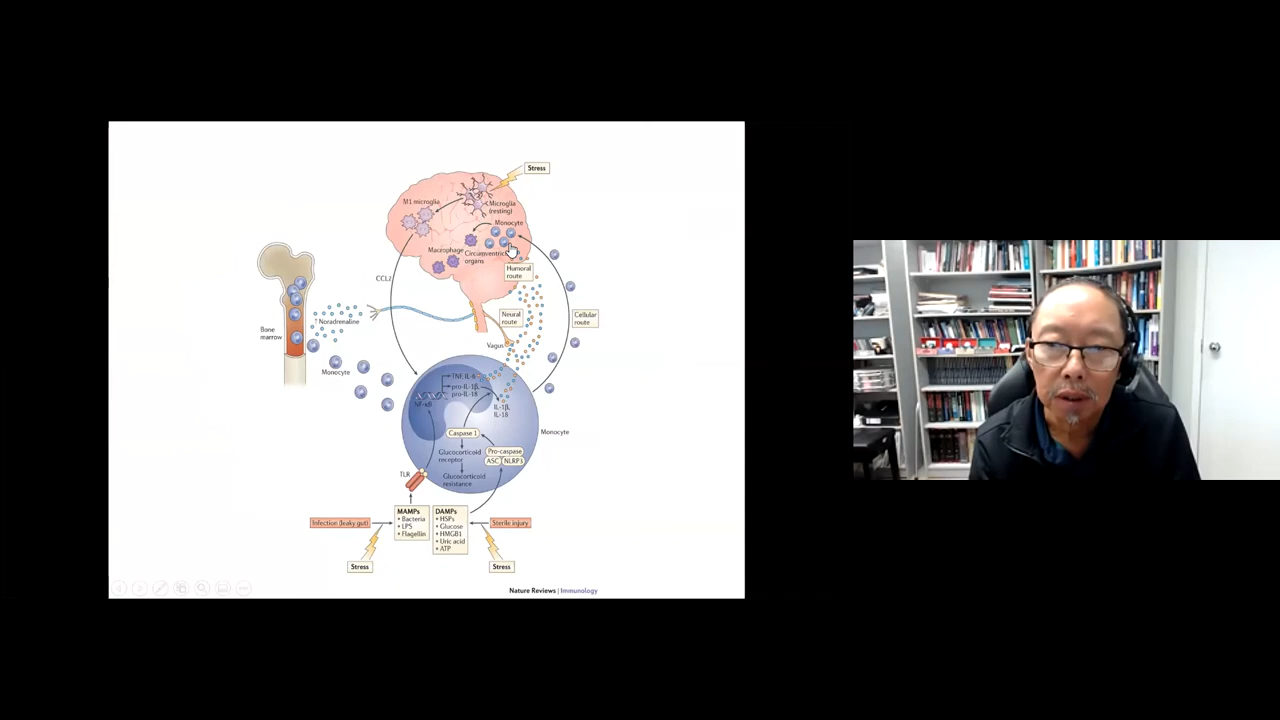 Stress
M1 microglia
Microglia
(resting)
Monocyte
Macrophage
Circumventric
organs
Humoral
route
CCL2
Neural
route
Cellular
route
Vagus
↑ Noradrenaline
Bone
marrow
Monocyte
TNF, IL-6
pro-IL-1β,
pro-IL-18
NF-κB
IL-1β,
IL-18
Caspase 1
Monocyte
Glucocorticoid
receptor
Pro-caspase
ASC NLRP3
TLR
Glucocorticoid
resistance
MAMPs
• Bacteria
• LPS
• Flagellin
DAMPs
• HSPs
• Glucose
• HMGB1
• Uric acid
• ATP
Infection (leaky gut)
Sterile injury
Stress
Stress
Nature Reviews | Immunology